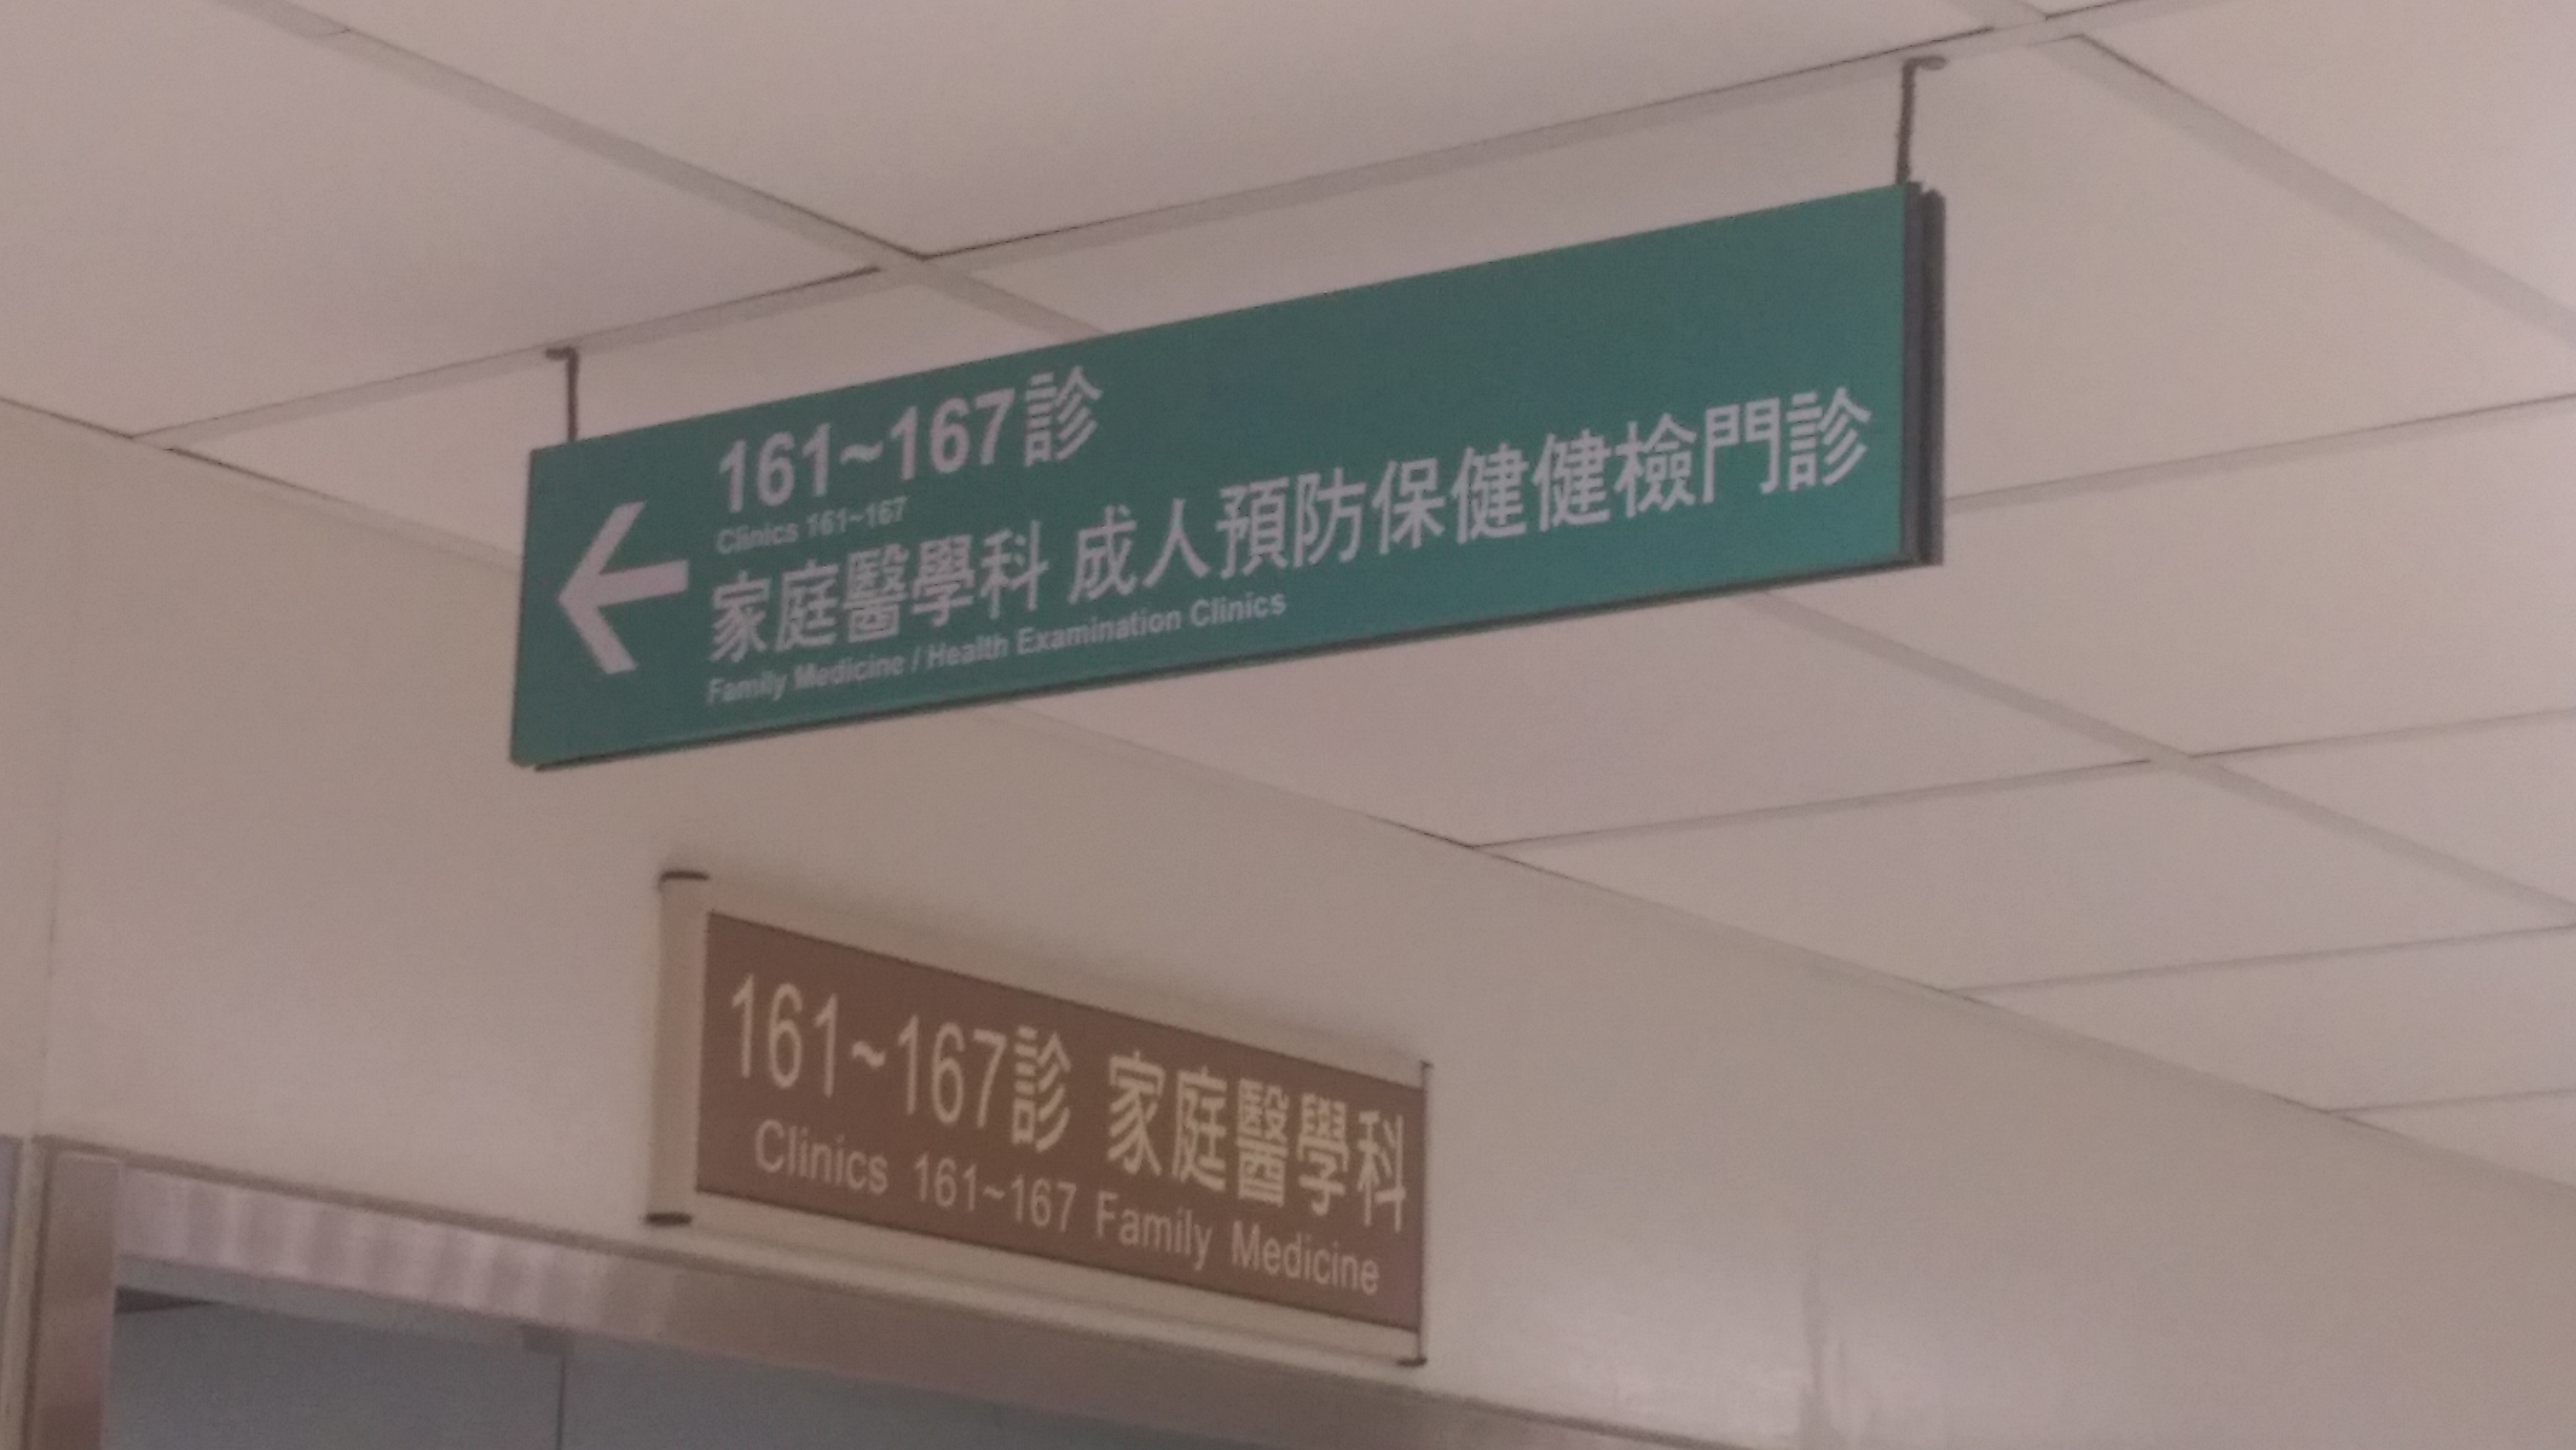 161~167診
Clinics 161~167
家庭醫學科 成人預防保健健檢門診
Family Medicine / Health Examination Clinics
161~167診 家庭醫學科
Clinics 161~167 Family Medicine